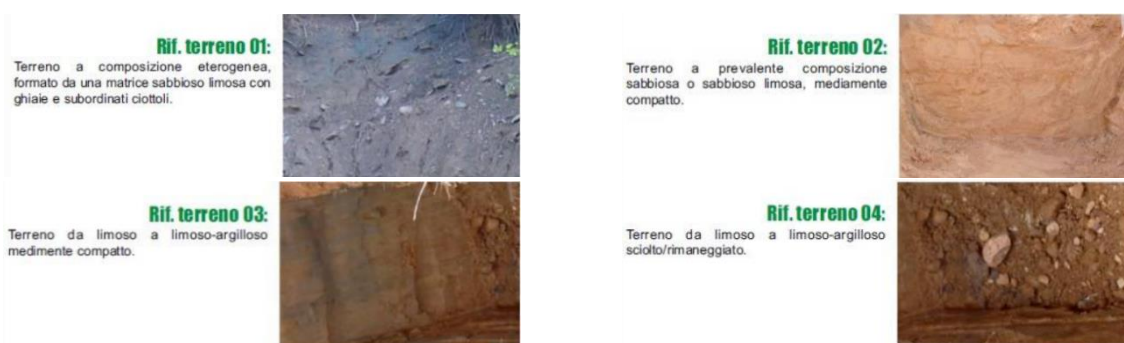 Rif. terreno 01:
Terreno a composizione eterogenea,
formato da una matrice sabbioso limosa con
ghiaie e subordinati ciottoli.
Rif. terreno 02:
Terreno a prevalente composizione
sabbiosa o sabbioso limosa, mediamente
compatto.
Rif. terreno 03:
Terreno da limoso a limoso-argilloso
medimente compatto.
Rif. terreno 04:
Terreno da limoso a limoso-argilloso
sciolto/rimaneggiato.